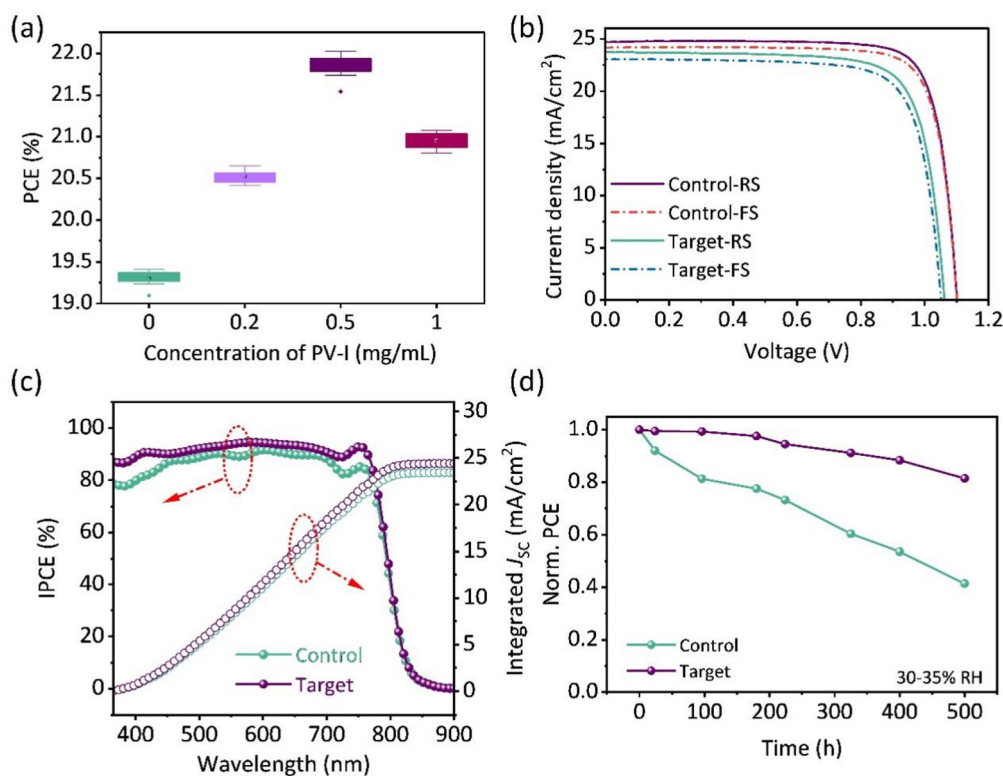 (a)
22.0
21.5
21.0
20.5
20.0
19.5
19.0
PCE (%)
0 0.2 0.5 1
Concentration of PV-I (mg/mL)
(b)
25
20
15
10
5
0
Current density (mA/cm²)
Control-RS
Control-FS
Target-RS
Target-FS
0.0 0.2 0.4 0.6 0.8 1.0 1.2
Voltage (V)
(c)
100
80
60
40
20
0
IPCE (%)
30
25
20
15
10
5
0
Integrated JSC (mA/cm²)
Control
Target
400 500 600 700 800 900
Wavelength (nm)
(d)
1.0
0.8
0.6
0.4
0.2
0.0
Norm. PCE
Control
Target
30-35% RH
0 100 200 300 400 500
Time (h)